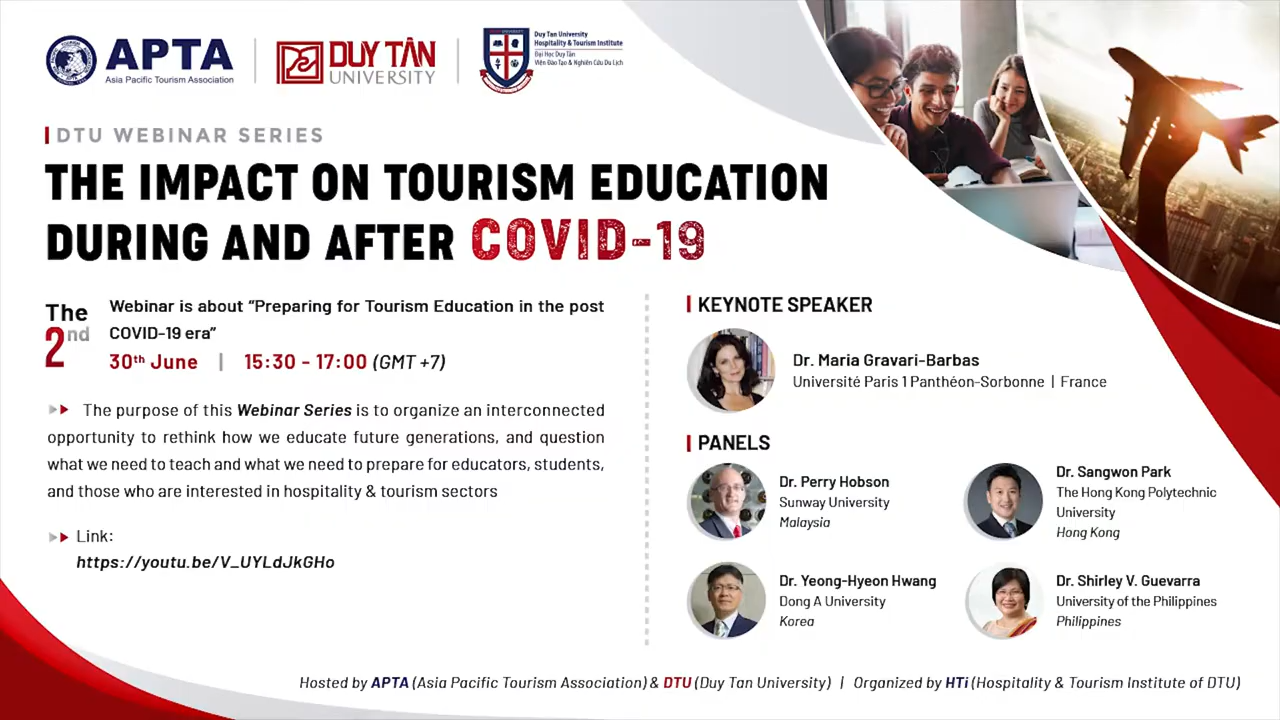 APTA
Asia Pacific Tourism Association
DUY TÂN
UNIVERSITY
Duy Tan University
Hospitality & Tourism Institute
Đại Học Duy Tân
Viện Đào Tạo & Nghiên Cứu Du Lịch
DTU WEBINAR SERIES
THE IMPACT ON TOURISM EDUCATION
DURING AND AFTER COVID-19
The 2nd
Webinar is about “Preparing for Tourism Education in the post
COVID-19 era”
30th June | 15:30 - 17:00 (GMT +7)
The purpose of this Webinar Series is to organize an interconnected
opportunity to rethink how we educate future generations, and question
what we need to teach and what we need to prepare for educators, students,
and those who are interested in hospitality & tourism sectors
Link:
https://youtu.be/V_UYLdJkGHo
KEYNOTE SPEAKER
Dr. Maria Gravari-Barbas
Université Paris 1 Panthéon-Sorbonne | France
PANELS
Dr. Perry Hobson
Sunway University
Malaysia
Dr. Sangwon Park
The Hong Kong Polytechnic
University
Hong Kong
Dr. Yeong-Hyeon Hwang
Dong A University
Korea
Dr. Shirley V. Guevarra
University of the Philippines
Philippines
Hosted by APTA (Asia Pacific Tourism Association) & DTU (Duy Tan University) | Organized by HTi (Hospitality & Tourism Institute of DTU)